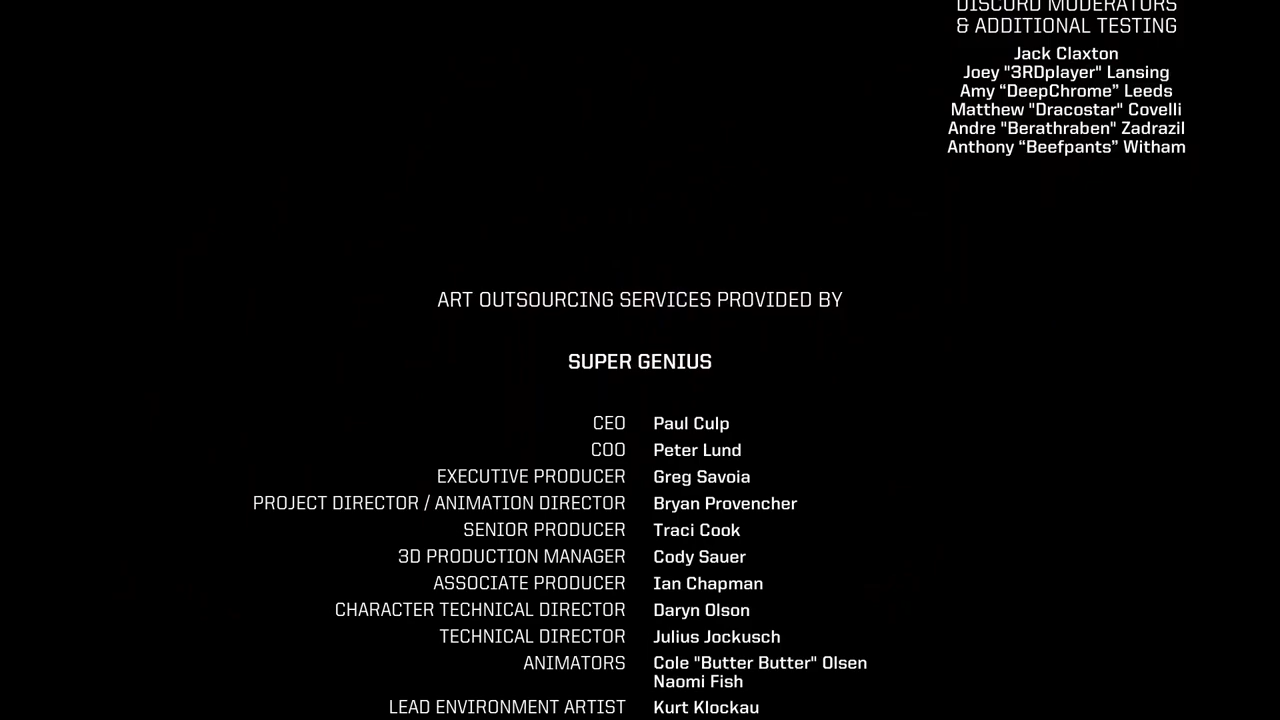 DISCORD MODERATORS
& ADDITIONAL TESTING
Jack Claxton
Joey "3RDplayer" Lansing
Amy “DeepChrome” Leeds
Matthew "Dracostar" Covelli
Andre "Berathraben" Zadrazil
Anthony “Beefpants” Witham
ART OUTSOURCING SERVICES PROVIDED BY
SUPER GENIUS
CEO Paul Culp
COO Peter Lund
EXECUTIVE PRODUCER Greg Savoia
PROJECT DIRECTOR / ANIMATION DIRECTOR Bryan Provencher
SENIOR PRODUCER Traci Cook
3D PRODUCTION MANAGER Cody Sauer
ASSOCIATE PRODUCER Ian Chapman
CHARACTER TECHNICAL DIRECTOR Daryn Olson
TECHNICAL DIRECTOR Julius Jockusch
ANIMATORS Cole "Butter Butter" Olsen
Naomi Fish
LEAD ENVIRONMENT ARTIST Kurt Klockau